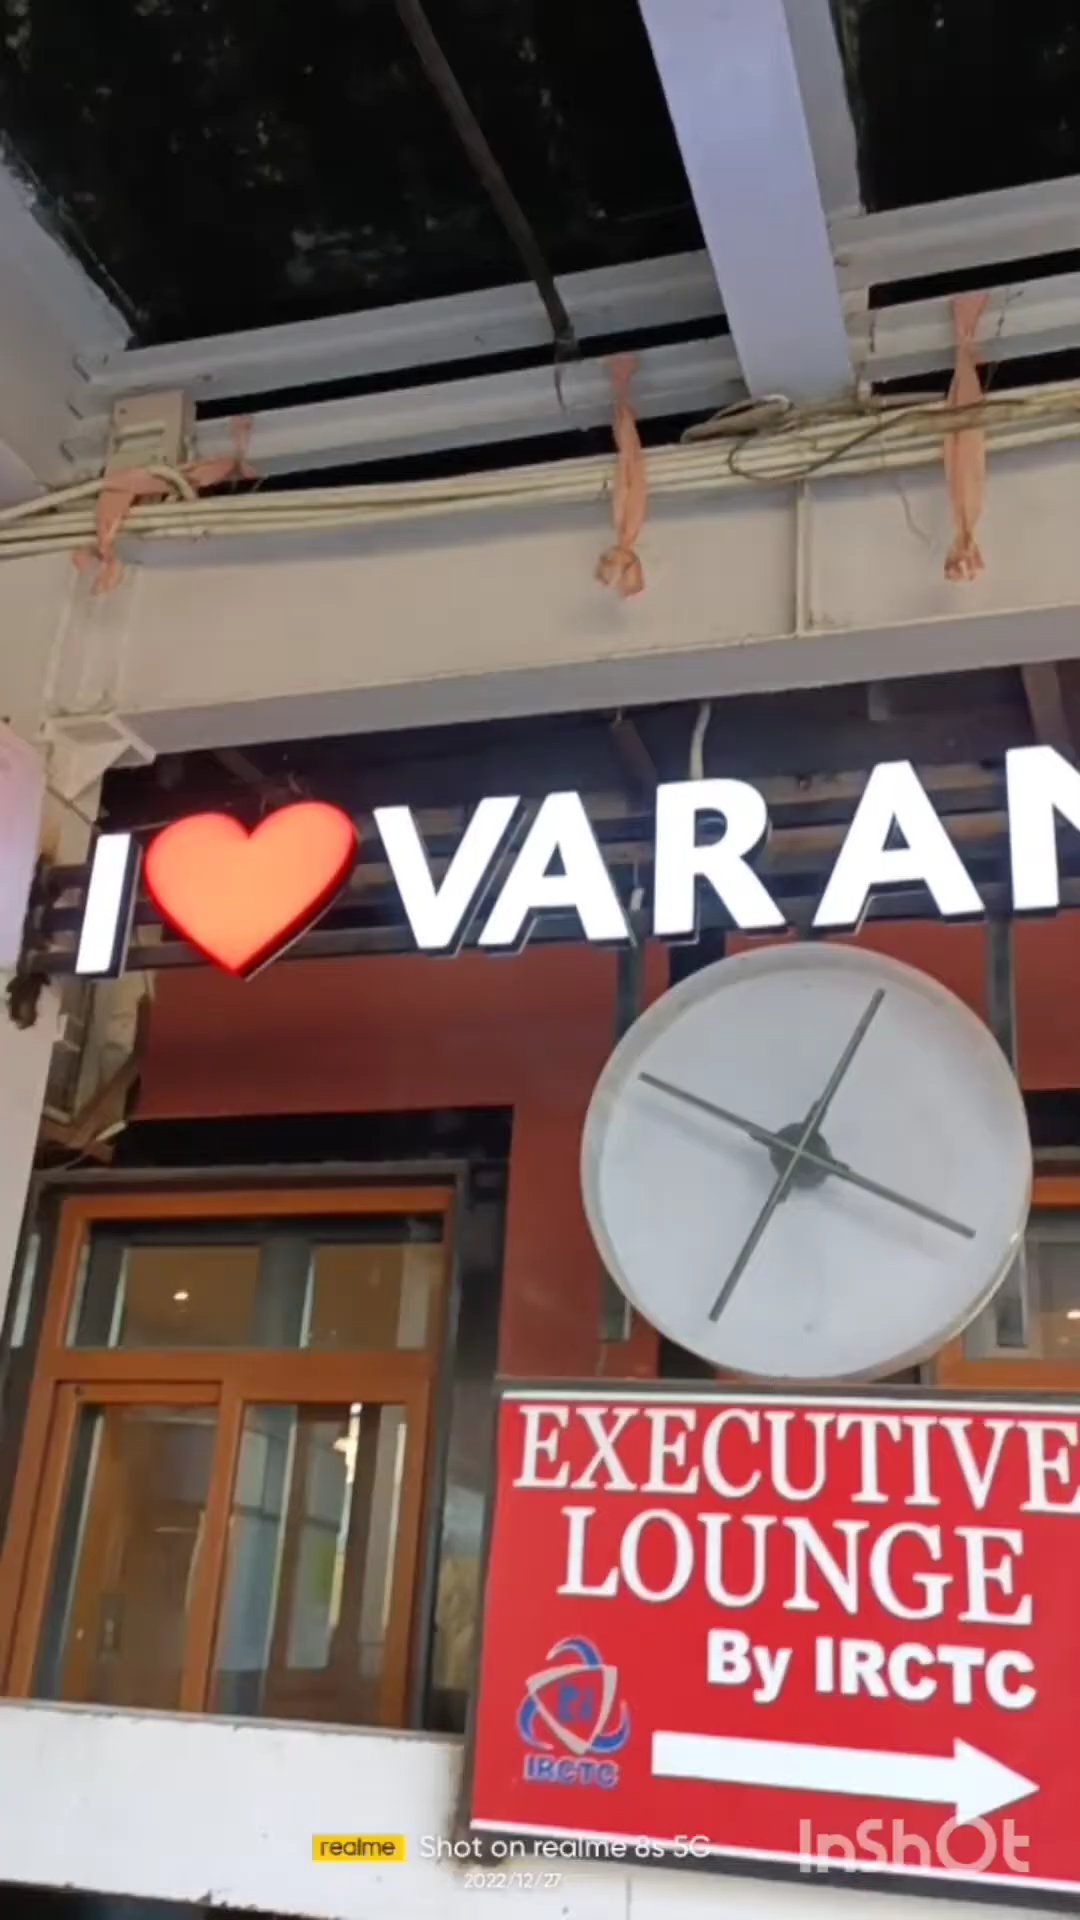 I ❤ VARAN
EXECUTIVE
LOUNGE
By IRCTC
IRCTC
realme Shot on realme 8s 5G
2022/12/27
InShOt